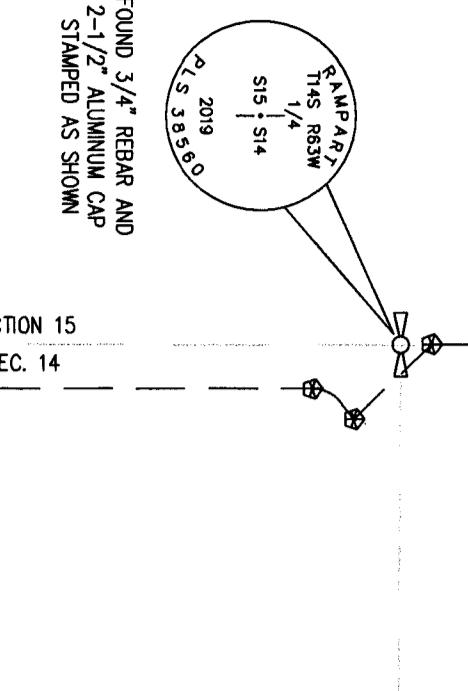 RAMPART
T14S R63W
1/4
S15 S14
2019
PLS 38560
FOUND 3/4" REBAR AND
2-1/2" ALUMINUM CAP
STAMPED AS SHOWN
CTION 15
EC. 14